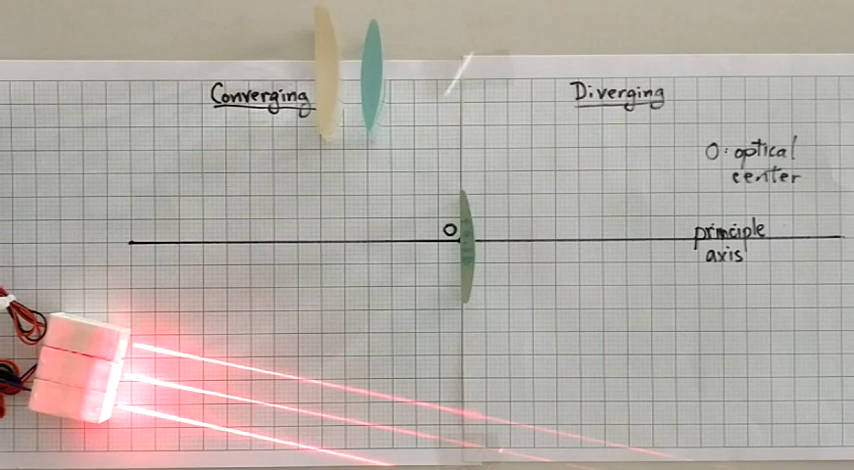 Converging
Diverging
O: optical
center
O
principle
axis